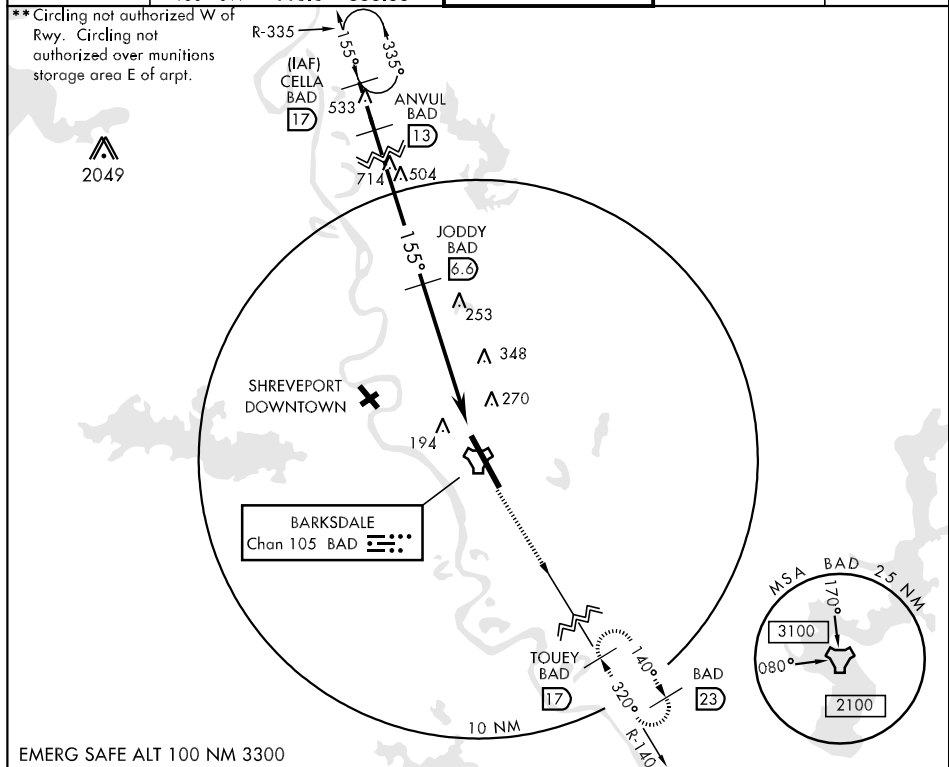 ** Circling not authorized W of
Rwy. Circling not
authorized over munitions
storage area E of arpt.
R-335
155°
335°
(IAF)
CELLA
BAD
17
533
ANVUL
BAD
13
2049
714
504
155°
JODDY
BAD
6.6
253
348
SHREVEPORT
DOWNTOWN
270
194
BARKSDALE
Chan 105 BAD
MSA BAD 25 NM
170°
3100
080°
2100
TOUEY
BAD
17
140°
320°
BAD
23
R-140
10 NM
EMERG SAFE ALT 100 NM 3300